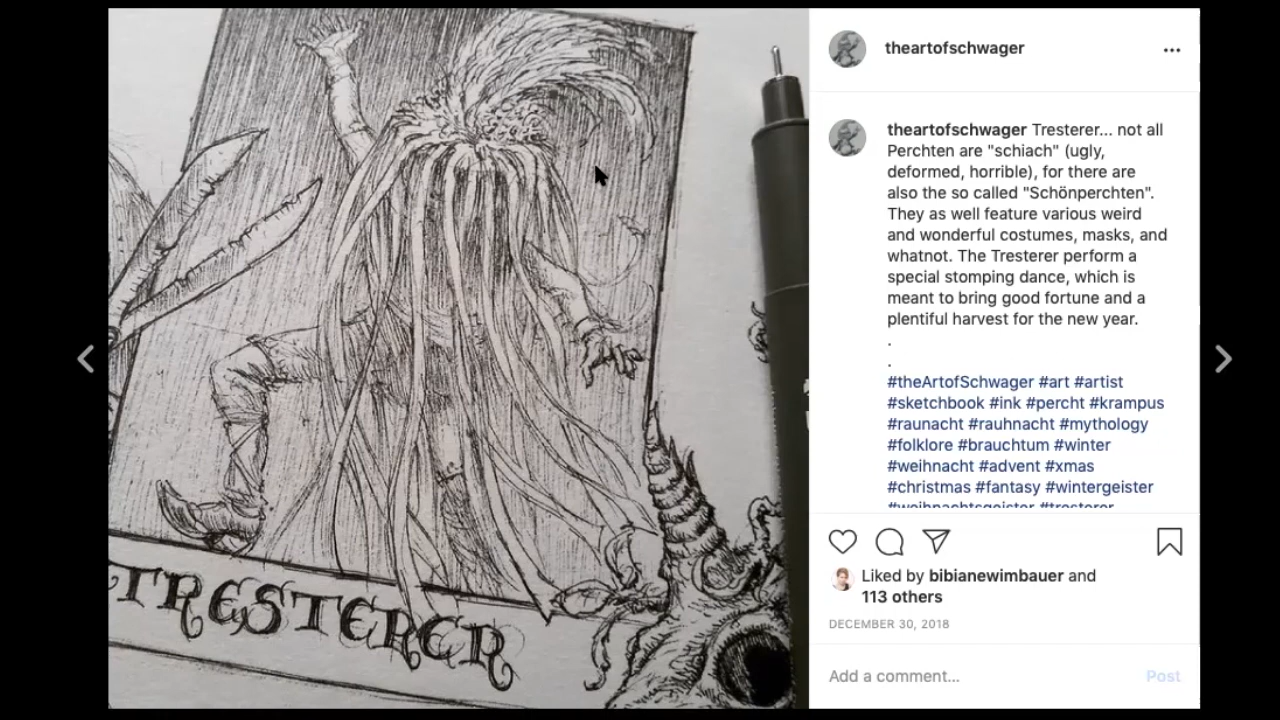 TRESTERER
theartofschwager
theartofschwager Tresterer... not all
Perchten are "schiach" (ugly,
deformed, horrible), for there are
also the so called "Schönperchten".
They as well feature various weird
and wonderful costumes, masks, and
whatnot. The Tresterer perform a
special stomping dance, which is
meant to bring good fortune and a
plentiful harvest for the new year.
.
.
#theArtofSchwager #art #artist
#sketchbook #ink #percht #krampus
#raunacht #rauhnacht #mythology
#folklore #brauchtum #winter
#weihnacht #advent #xmas
#christmas #fantasy #wintergeister
#weihnachtsgeister #tresterer
Liked by bibianewimbauer and
113 others
DECEMBER 30, 2018
Add a comment...
Post